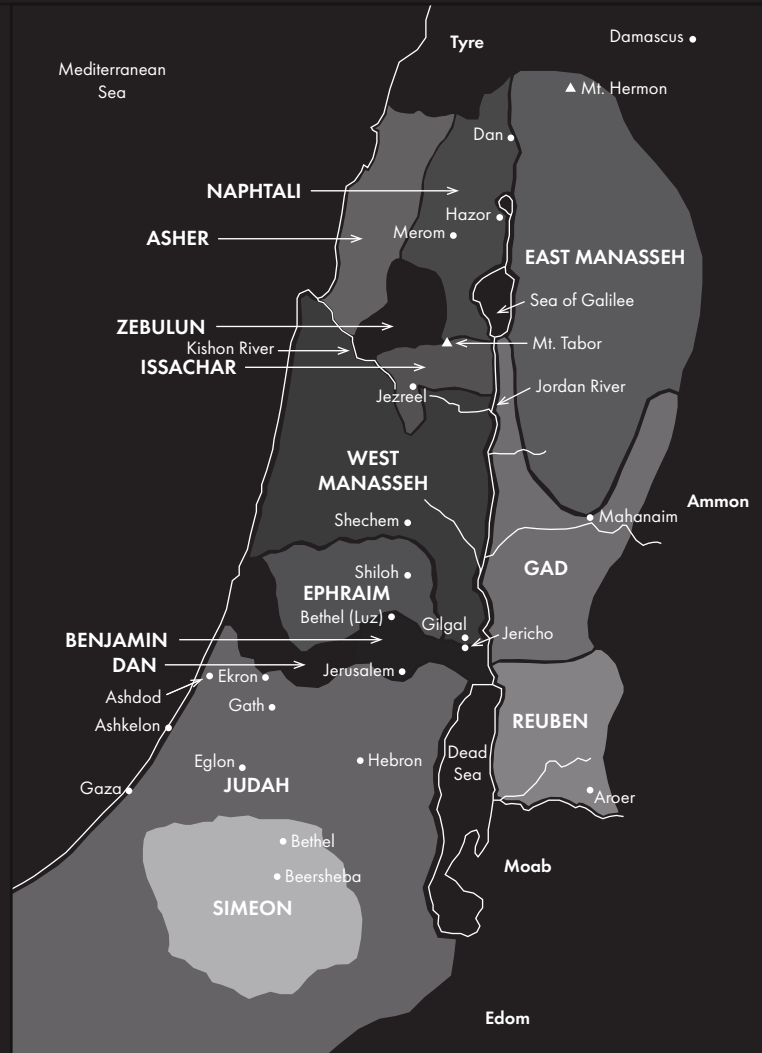 Tyre
Damascus
Mediterranean
Sea
Mt. Hermon
Dan
NAPHTALI
Hazor
Merom
ASHER
EAST MANASSEH
Sea of Galilee
ZEBULUN
Kishon River
Mt. Tabor
ISSACHAR
Jordan River
Jezreel
WEST
MANASSEH
Ammon
Mahanaim
Shechem
GAD
Shiloh
EPHRAIM
Bethel (Luz)
Gilgal
Jericho
BENJAMIN
DAN
Jerusalem
Ekron
Ashdod
Gath
REUBEN
Ashkelon
Dead
Sea
Hebron
Eglon
JUDAH
Gaza
Aroer
Bethel
Moab
Beersheba
SIMEON
Edom